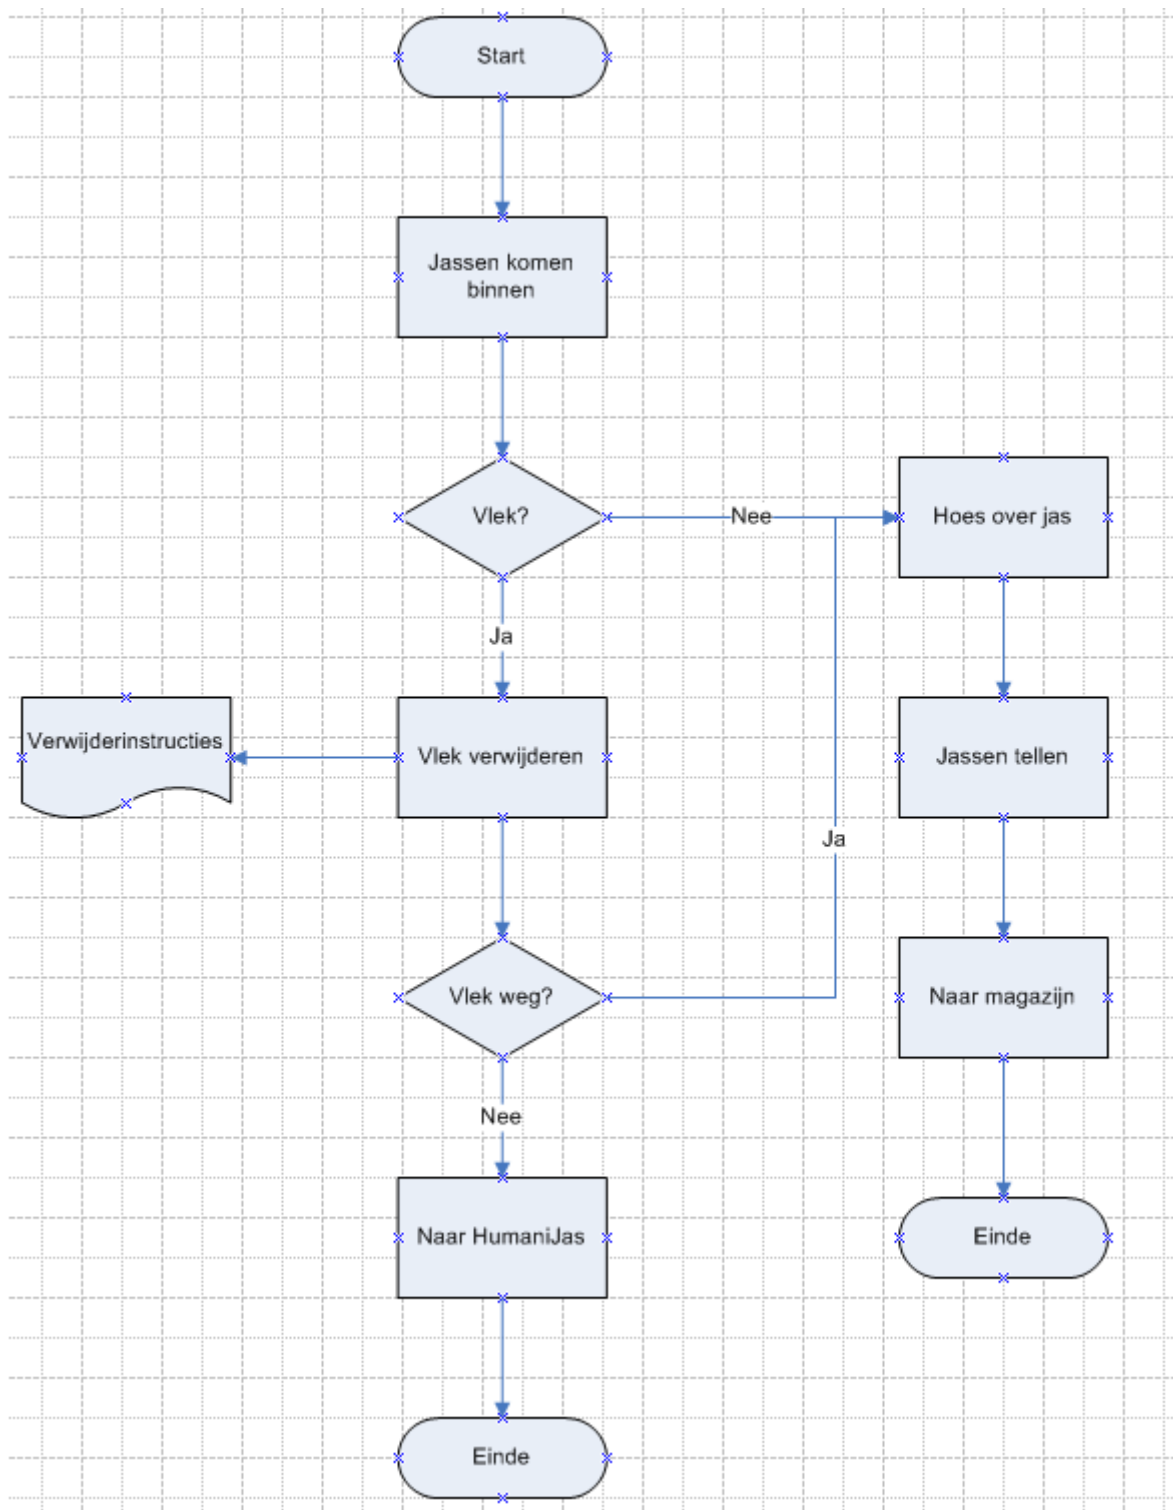 Start
Jassen komen
binnen
Vlek?
Nee
Hoes over jas
Ja
Verwijderinstructies
Vlek verwijderen
Jassen tellen
Ja
Vlek weg?
Naar magazijn
Nee
Naar HumaniJas
Einde
Einde